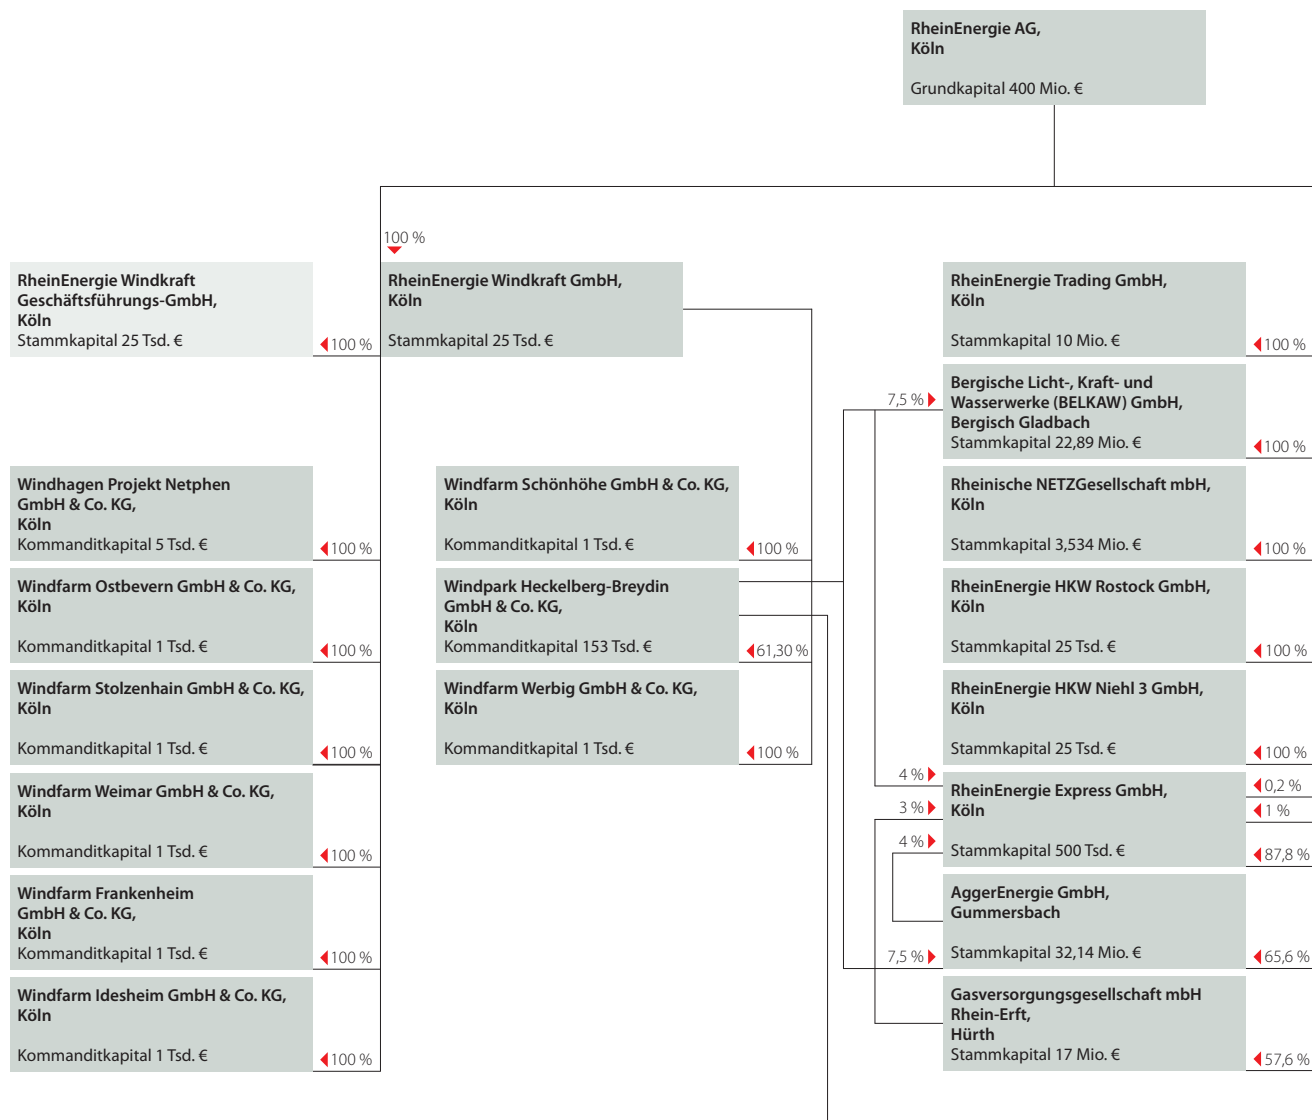 RheinEnergie AG,
Köln
Grundkapital 400 Mio. €
100 %
RheinEnergie Windkraft
Geschäftsführungs-GmbH,
Köln
Stammkapital 25 Tsd. €
100 %
RheinEnergie Windkraft GmbH,
Köln
Stammkapital 25 Tsd. €
Windhagen Projekt Netphen
GmbH & Co. KG,
Köln
Kommanditkapital 5 Tsd. €
100 %
Windfarm Ostbevern GmbH & Co. KG,
Köln
Kommanditkapital 1 Tsd. €
100 %
Windfarm Stolzenhain GmbH & Co. KG,
Köln
Kommanditkapital 1 Tsd. €
100 %
Windfarm Weimar GmbH & Co. KG,
Köln
Kommanditkapital 1 Tsd. €
100 %
Windfarm Frankenheim
GmbH & Co. KG,
Köln
Kommanditkapital 1 Tsd. €
100 %
Windfarm Idesheim GmbH & Co. KG,
Köln
Kommanditkapital 1 Tsd. €
100 %
Windfarm Schönhöhe GmbH & Co. KG,
Köln
Kommanditkapital 1 Tsd. €
100 %
Windpark Heckelberg-Breydin
GmbH & Co. KG,
Köln
Kommanditkapital 153 Tsd. €
61,30 %
Windfarm Werbig GmbH & Co. KG,
Köln
Kommanditkapital 1 Tsd. €
100 %
RheinEnergie Trading GmbH,
Köln
Stammkapital 10 Mio. €
100 %
7,5 %
Bergische Licht-, Kraft- und
Wasserwerke (BELKAW) GmbH,
Bergisch Gladbach
Stammkapital 22,89 Mio. €
100 %
Rheinische NETZGesellschaft mbH,
Köln
Stammkapital 3,534 Mio. €
100 %
RheinEnergie HKW Rostock GmbH,
Köln
Stammkapital 25 Tsd. €
100 %
RheinEnergie HKW Niehl 3 GmbH,
Köln
Stammkapital 25 Tsd. €
100 %
4 %
3 %
4 %
RheinEnergie Express GmbH,
Köln
Stammkapital 500 Tsd. €
0,2 %
1 %
87,8 %
AggerEnergie GmbH,
Gummersbach
7,5 %
Stammkapital 32,14 Mio. €
65,6 %
Gasversorgungsgesellschaft mbH
Rhein-Erft,
Hürth
Stammkapital 17 Mio. €
57,6 %